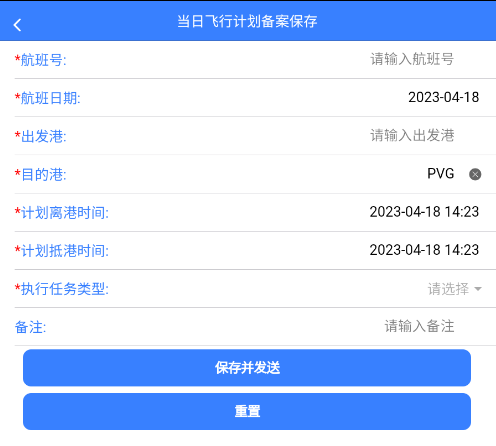 当日飞行计划备案保存
*航班号: 请输入航班号
*航班日期: 2023-04-18
*出发港: 请输入出发港
*目的港: PVG
*计划离港时间: 2023-04-18 14:23
*计划抵港时间: 2023-04-18 14:23
*执行任务类型: 请选择
备注: 请输入备注
保存并发送
重置